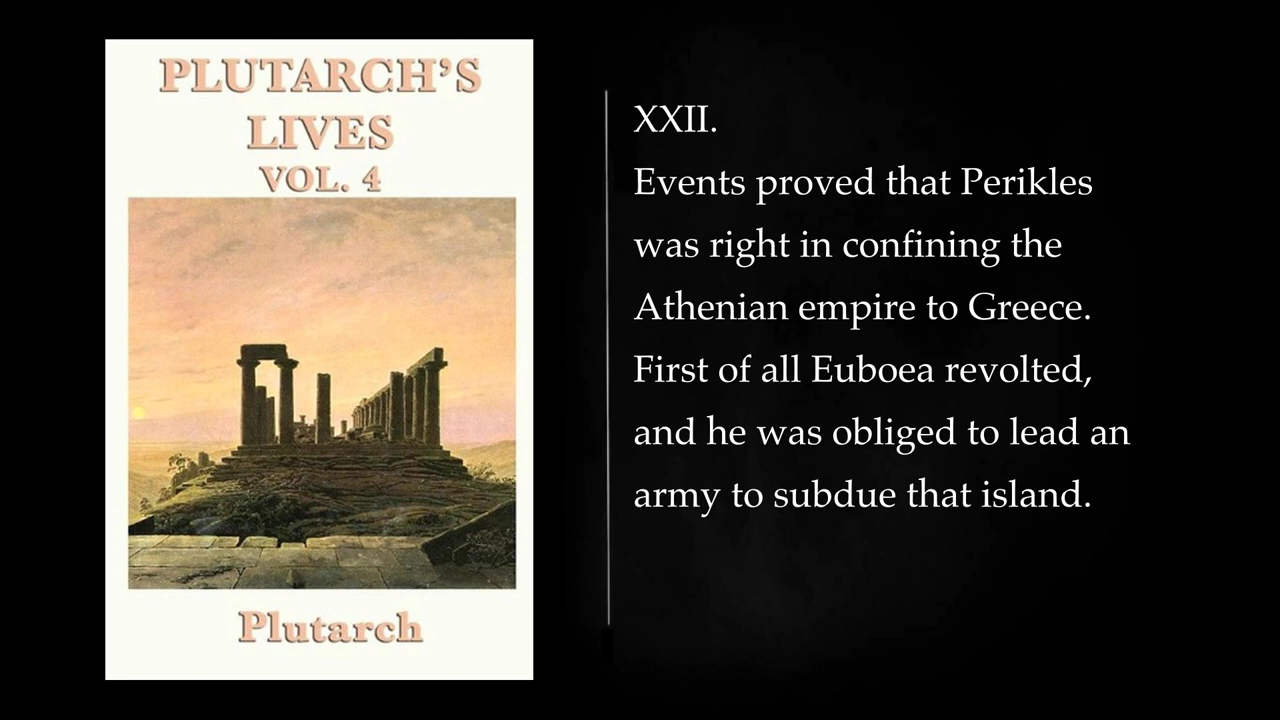 PLUTARCH'S
LIVES
VOL. 4
Plutarch
XXII.
Events proved that Perikles
was right in confining the
Athenian empire to Greece.
First of all Euboea revolted,
and he was obliged to lead an
army to subdue that island.